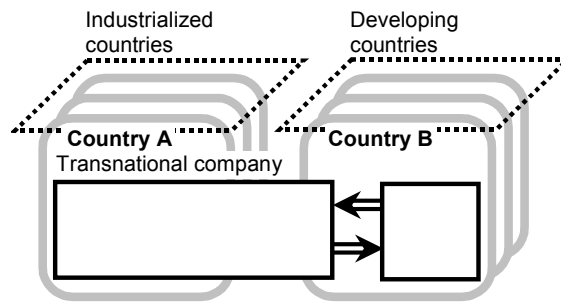 Industrialized
countries
Developing
countries
Country A
Country B
Transnational company